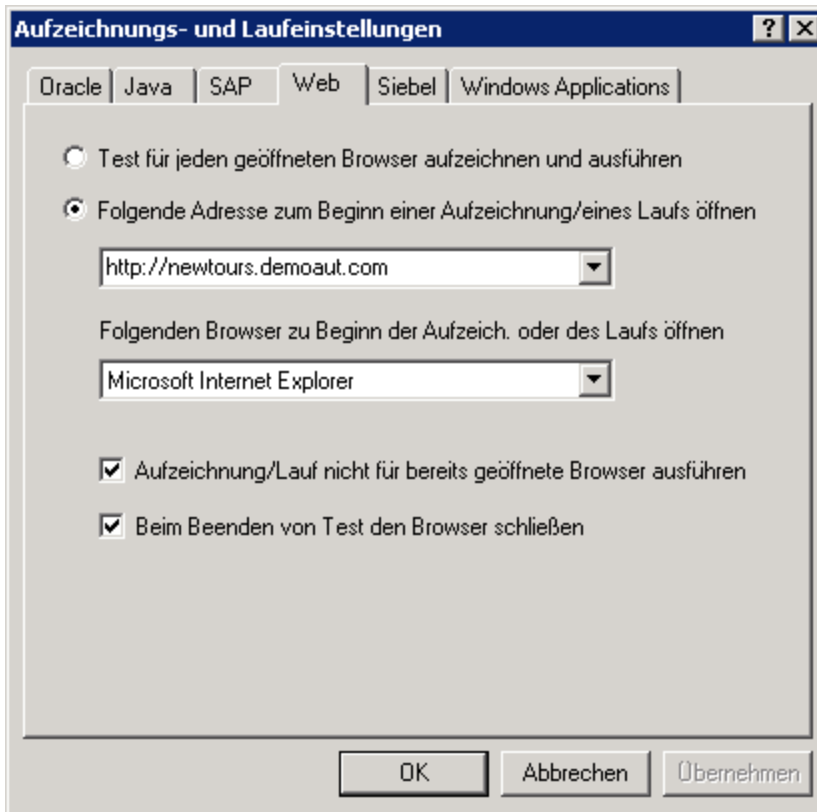 Aufzeichnungs- und Laufeinstellungen
Oracle Java SAP Web Siebel Windows Applications
Test für jeden geöffneten Browser aufzeichnen und ausführen
Folgende Adresse zum Beginn einer Aufzeichnung/eines Laufs öffnen
http://newtours.demoaut.com
Folgenden Browser zu Beginn der Aufzeich. oder des Laufs öffnen
Microsoft Internet Explorer
Aufzeichnung/Lauf nicht für bereits geöffnete Browser ausführen
Beim Beenden von Test den Browser schließen
OK Abbrechen Übernehmen